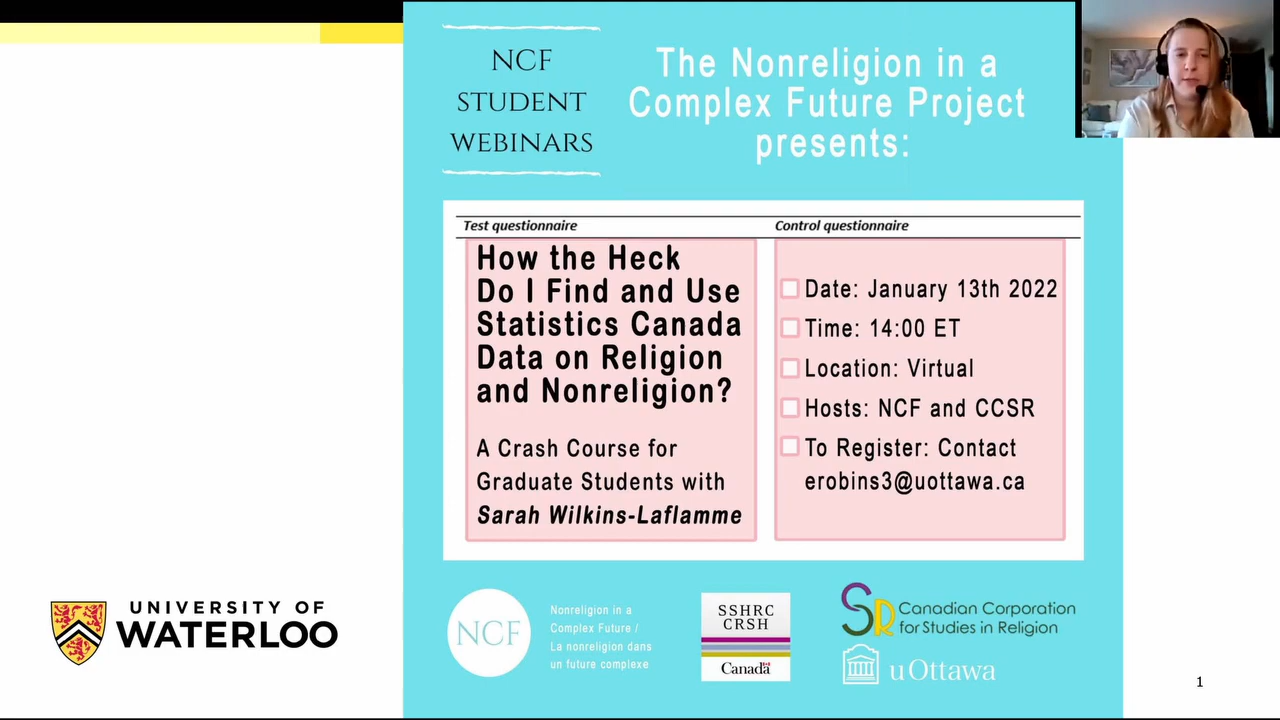 NCF
STUDENT
WEBINARS
The Nonreligion in a
Complex Future Project
presents:
Test questionnaire
How the Heck
Do I Find and Use
Statistics Canada
Data on Religion
and Nonreligion?
A Crash Course for
Graduate Students with
Sarah Wilkins-Laflamme
Control questionnaire
Date: January 13th 2022
Time: 14:00 ET
Location: Virtual
Hosts: NCF and CCSR
To Register: Contact
erobins3@uottawa.ca
UNIVERSITY OF
WATERLOO
NCF
Nonreligion in a
Complex Future /
La nonreligion dans
un future complexe
SSHRC
CRSH
Canada
SR
Canadian Corporation
for Studies in Religion
uOttawa
1